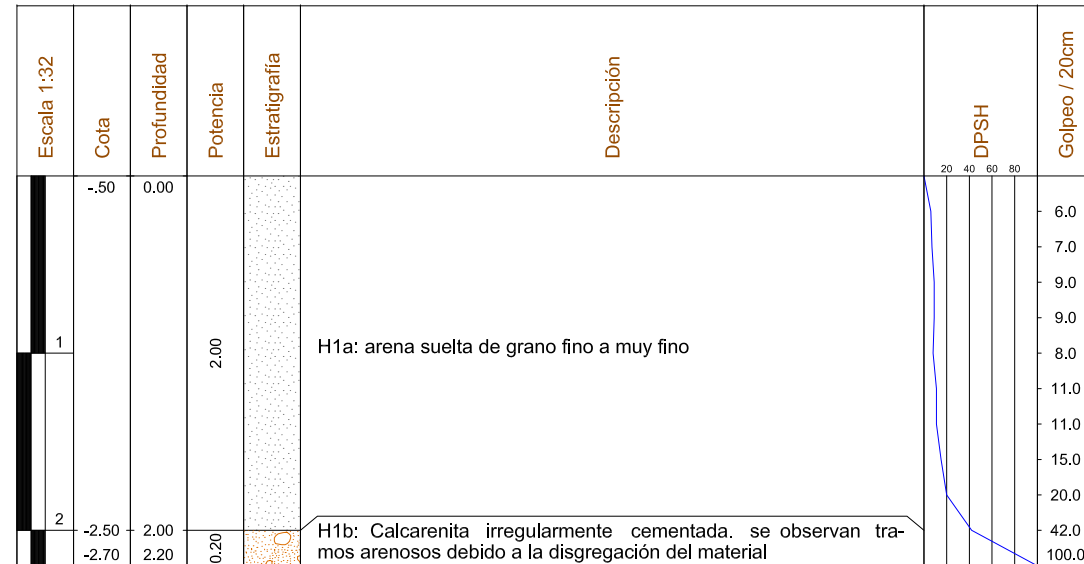 Escala 1:32
Cota
Profundidad
Potencia
Estratigrafía
Descripción
DPSH
Golpeo / 20cm
20 40 60 80
-.50 0.00
6.0
7.0
9.0
9.0
1
2.00
H1a: arena suelta de grano fino a muy fino
8.0
11.0
11.0
15.0
20.0
2
-2.50 2.00
H1b: Calcarenita irregularmente cementada. se observan tra-
42.0
-2.70 2.20
0.20
mos arenosos debido a la disgregación del material
100.0